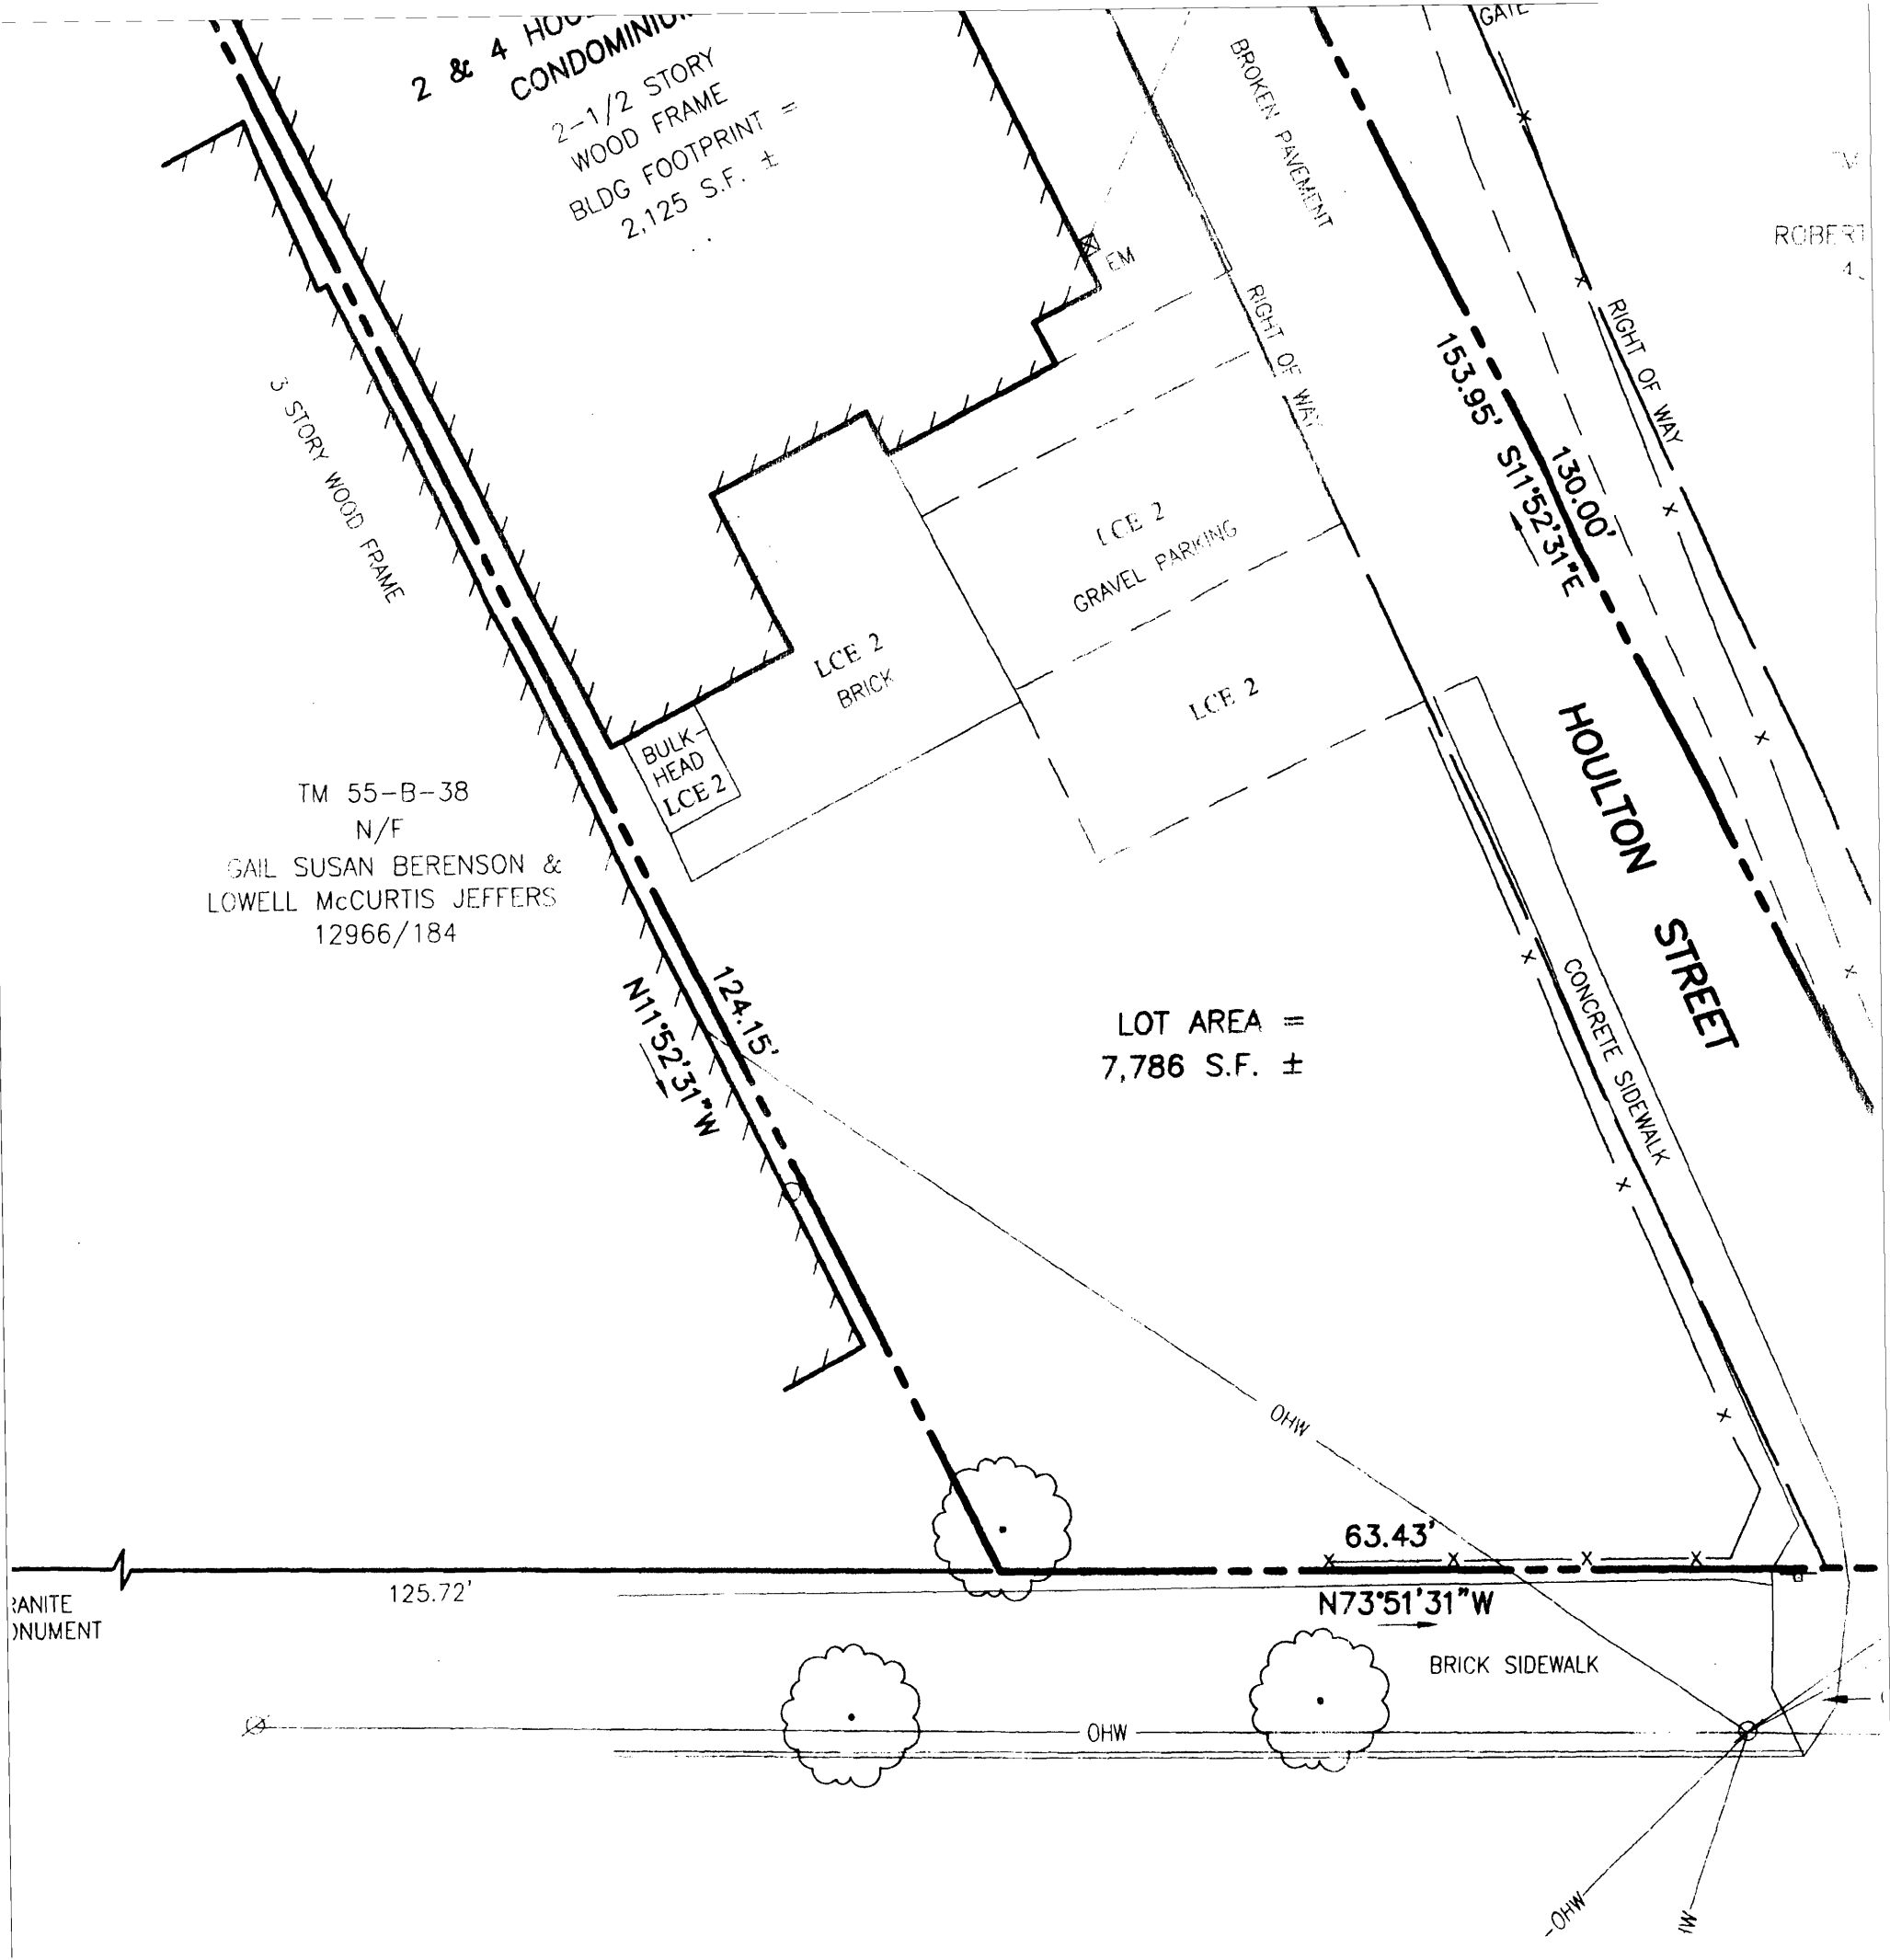 2 & 4
CONDOMINIUM
2-1/2 STORY
WOOD FRAME
BLDG FOOTPRINT =
2,125 S.F. ±
GATE
BROKEN PAVEMENT
ROBERT
EM
RIGHT OF WAY
RIGHT OF WAY
153.95' S11°52'31"E
130.00'
3 STORY WOOD FRAME
LCE 2
GRAVEL PARKING
LCE 2
BRICK
LCE 2
BULK-
HEAD
LCE 2
HOULTON STREET
TM 55-B-38
N/F
GAIL SUSAN BERENSON &
LOWELL McCURTIS JEFFERS
12966/184
124.15'
N11°52'31"W
LOT AREA =
7,786 S.F. ±
CONCRETE SIDEWALK
OHW
63.43'
N73°51'31"W
125.72'
RANITE
ONUMENT
BRICK SIDEWALK
OHW
OHW